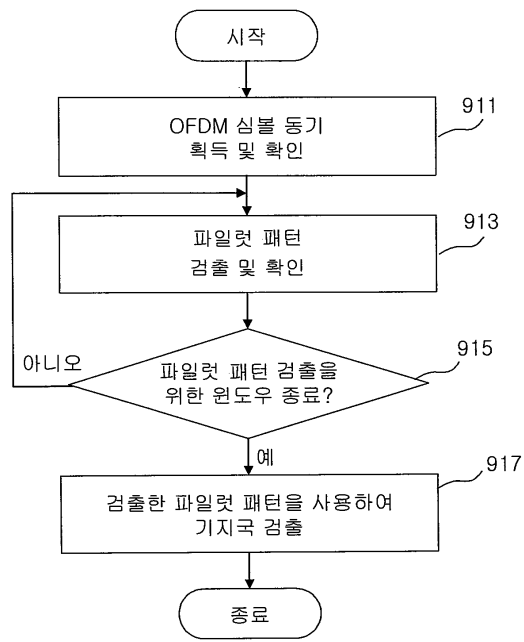 시작
911
OFDM 심볼 동기
획득 및 확인
913
파일럿 패턴
검출 및 확인
915
아니오
파일럿 패턴 검출을
위한 윈도우 종료?
예
917
검출한 파일럿 패턴을 사용하여
기지국 검출
종료